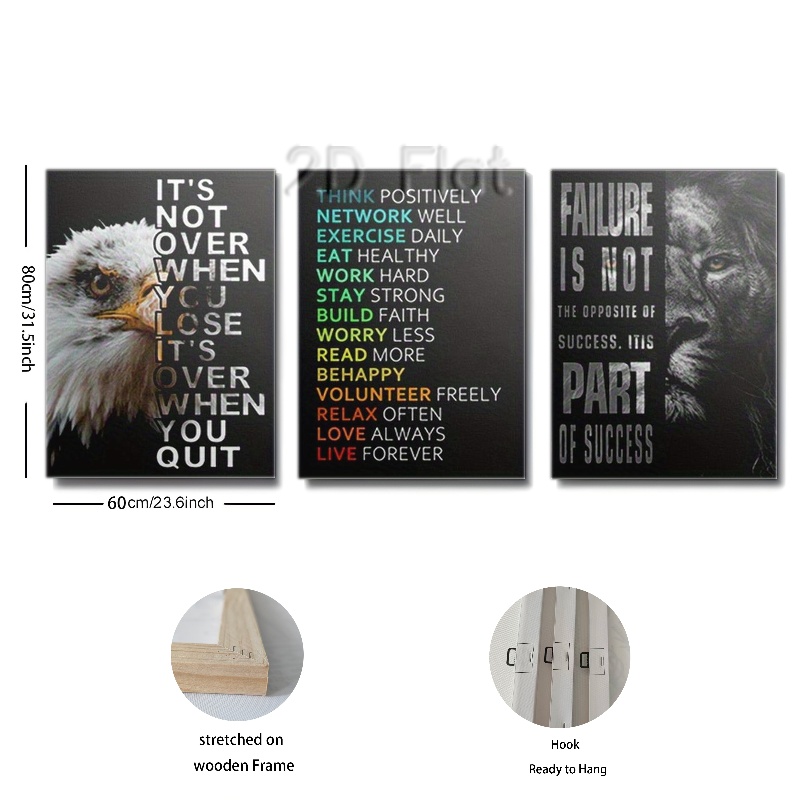 2D Flat
80cm/31.5inch
IT'S
NOT
OVER
WHEN
YOU
LOSE
IT'S
OVER
WHEN
YOU
QUIT
THINK POSITIVELY
NETWORK WELL
EXERCISE DAILY
EAT HEALTHY
WORK HARD
STAY STRONG
BUILD FAITH
WORRY LESS
READ MORE
BEHAPPY
VOLUNTEER FREELY
RELAX OFTEN
LOVE ALWAYS
LIVE FOREVER
FAILURE
IS NOT
THE OPPOSITE OF
SUCCESS. ITIS
PART
OF SUCCESS
60cm/23.6inch
stretched on
wooden Frame
Hook
Ready to Hang